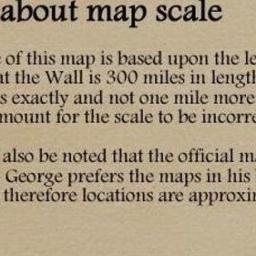 about map scale
of this map is based upon the
the Wall is 300 miles in length
exactly and not one mile more
mount for the scale to be
also be noted that the official
George prefers the maps in his
therefore locations are